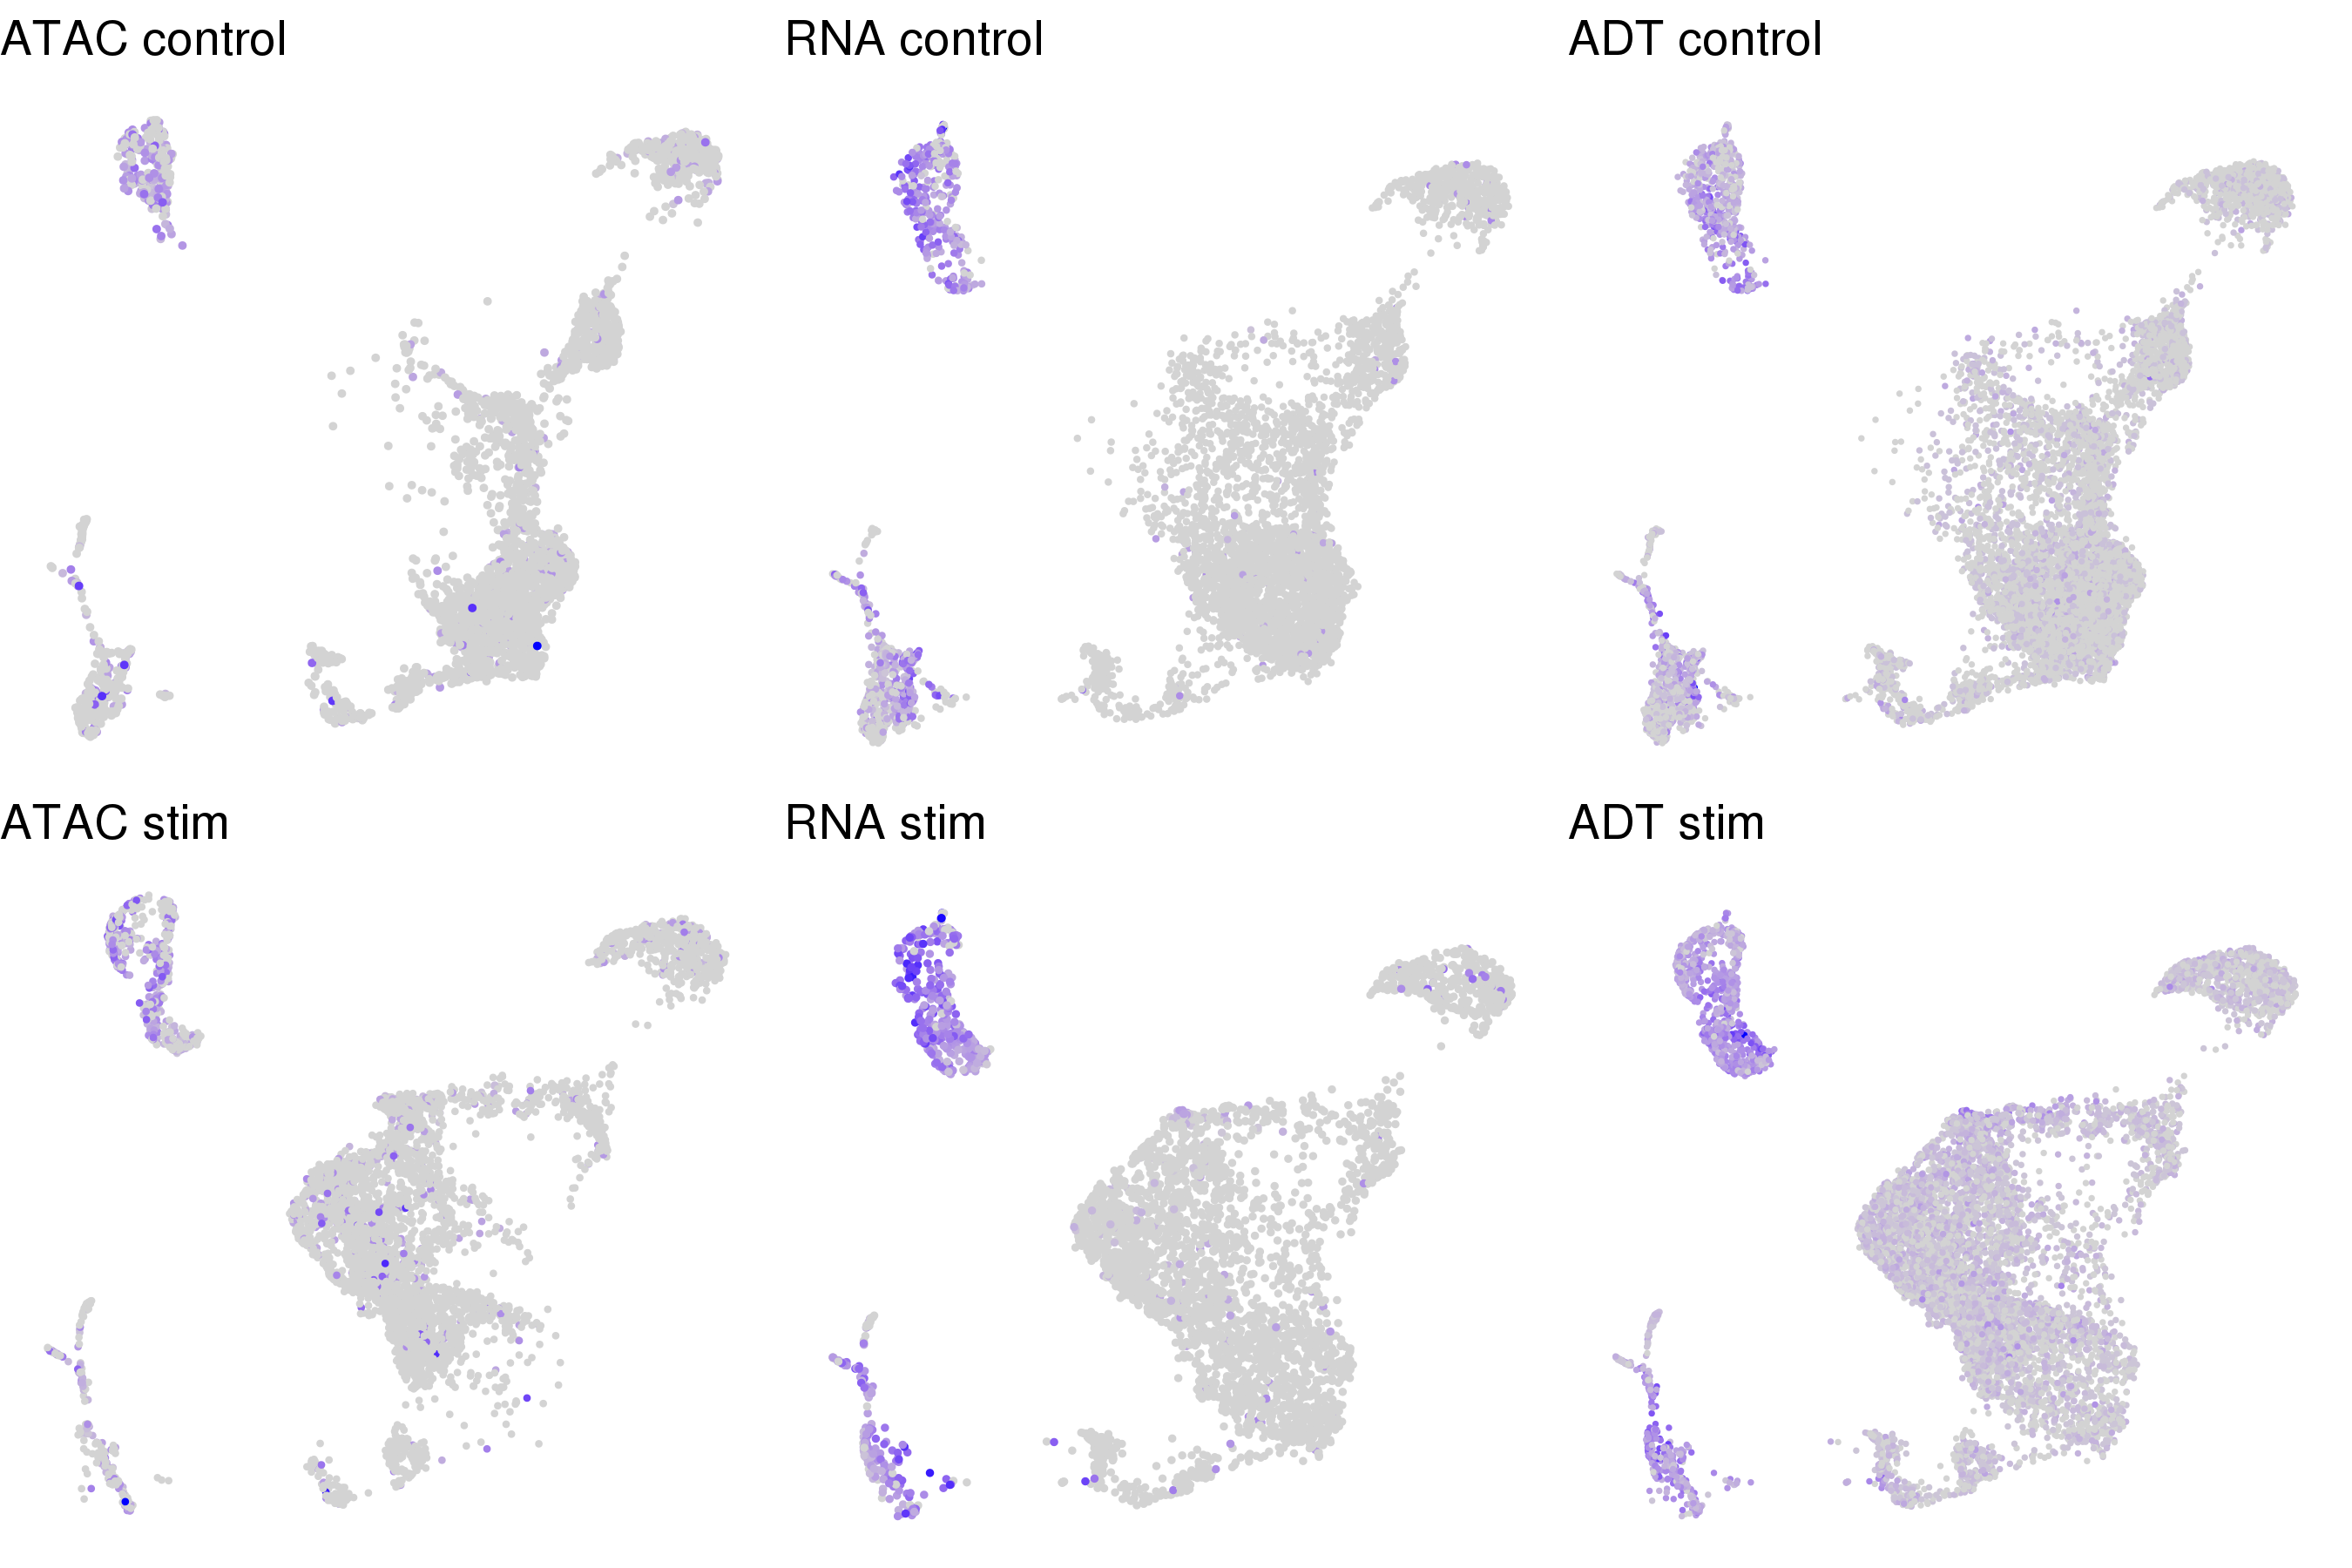 ATAC control
RNA control
ADT control
ATAC stim
RNA stim
ADT stim